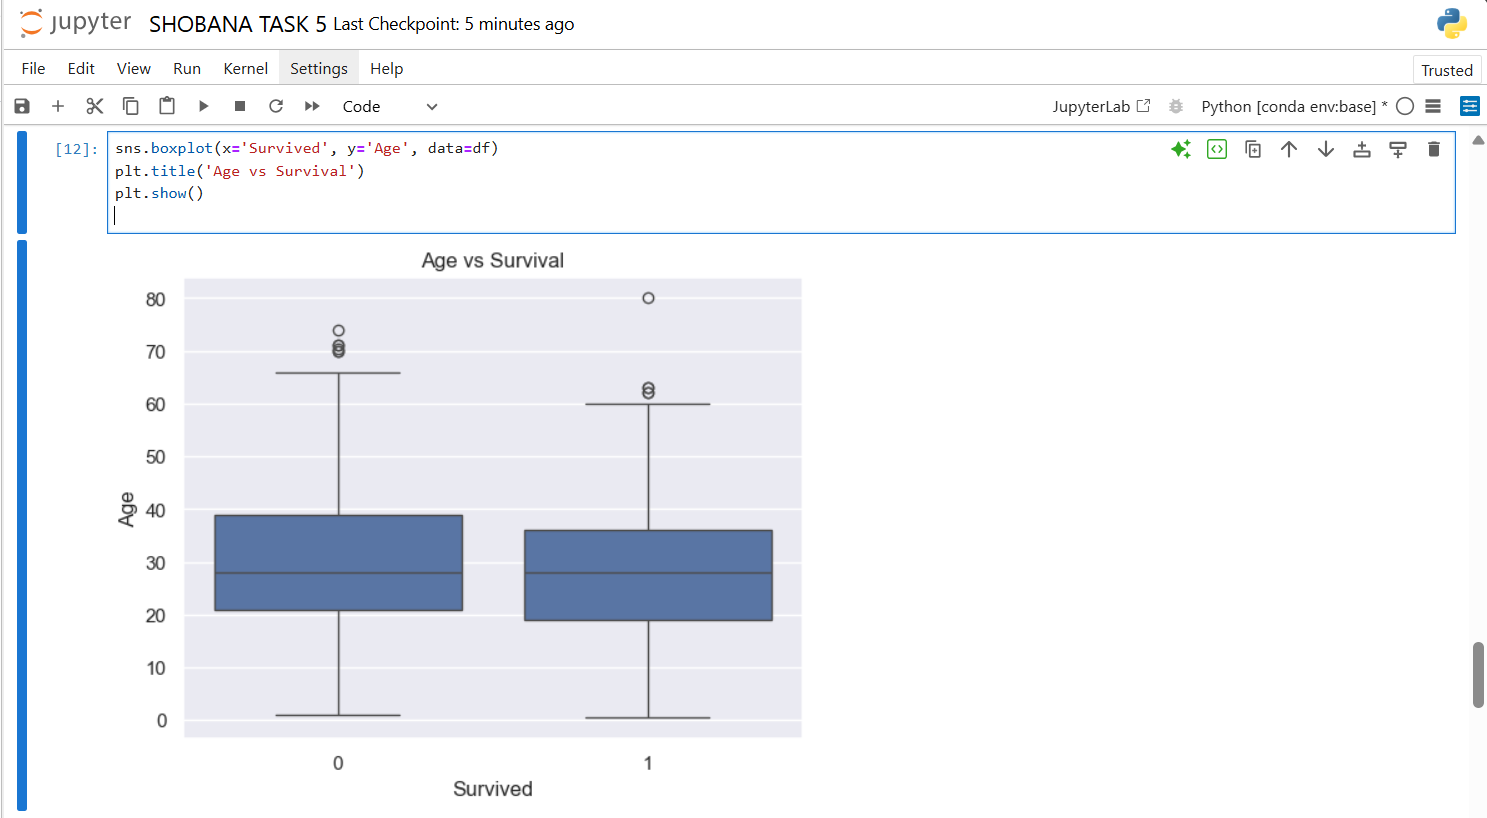 jupyter SHOBANA TASK 5 Last Checkpoint: 5 minutes ago
File Edit View Run Kernel Settings Help
Trusted
Code
JupyterLab Python [conda env:base] *
[12]: sns.boxplot(x='Survived', y='Age', data=df)
plt.title('Age vs Survival')
plt.show()
Age vs Survival
80
70
60
50
40
30
20
10
0
Age
0 1
Survived